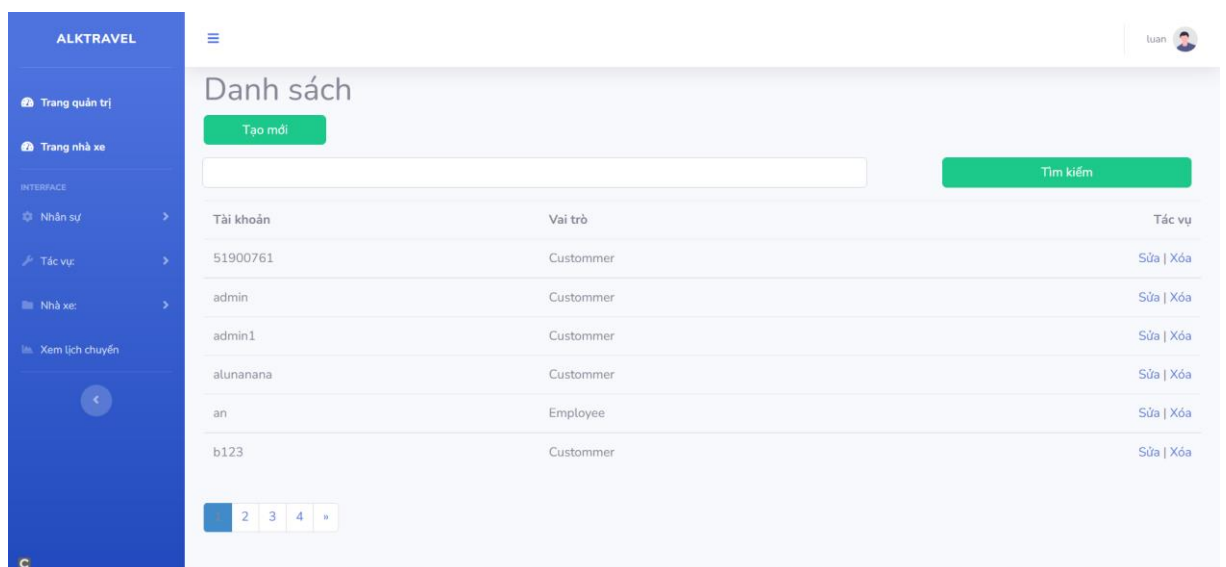 ALKTRAVEL
luan
Trang quản trị
Trang nhà xe
INTERFACE
Nhân sự
Tác vụ:
Nhà xe:
Xem lịch chuyến
Danh sách
Tạo mới
Tìm kiếm
Tài khoản Vai trò Tác vụ
51900761 Custommer Sửa | Xóa
admin Custommer Sửa | Xóa
admin1 Custommer Sửa | Xóa
alunanana Custommer Sửa | Xóa
an Employee Sửa | Xóa
b123 Custommer Sửa | Xóa
1 2 3 4 »
C